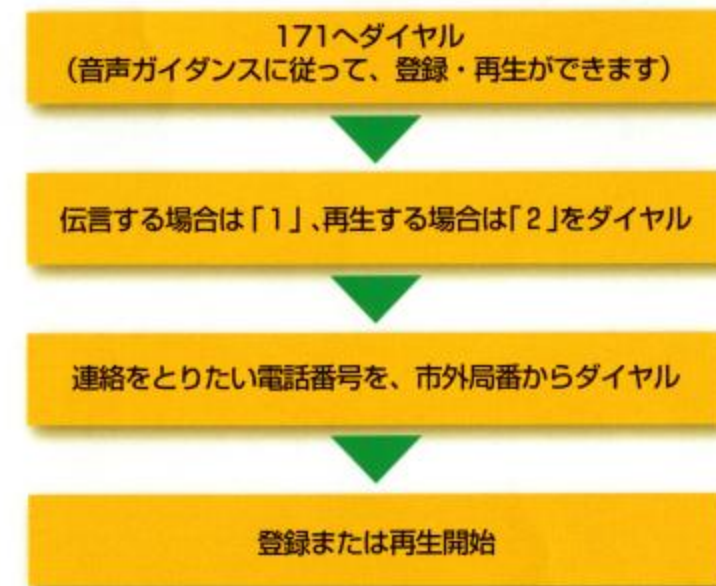 171へダイヤル
（音声ガイダンスに従って、登録・再生ができます）
伝言する場合は「1」、再生する場合は「2」をダイヤル
連絡をとりたい電話番号を、市外局番からダイヤル
登録または再生開始